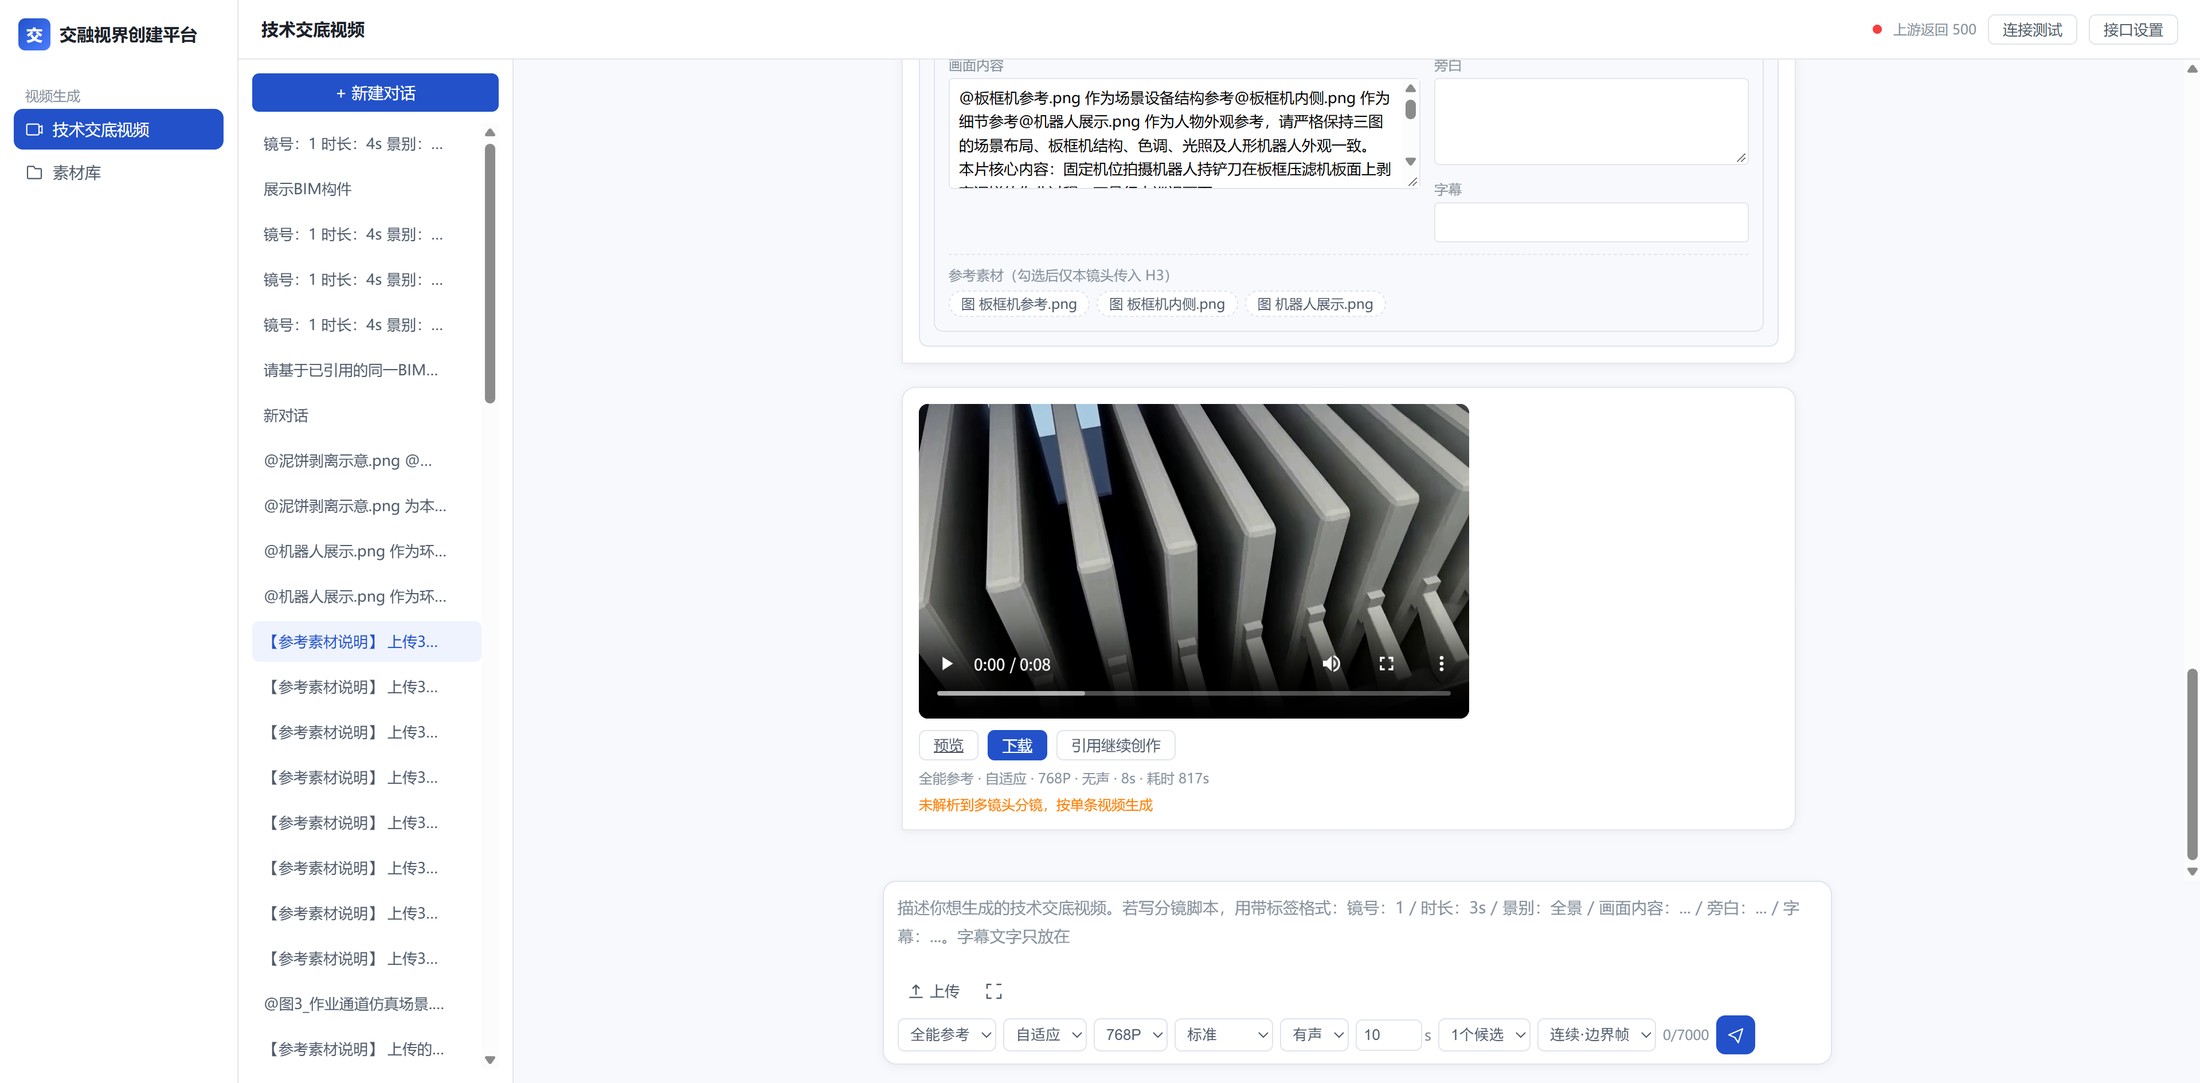 交 交融视界创建平台
视频生成
技术交底视频
素材库
技术交底视频
上游返回 500
连接测试
接口设置
+ 新建对话
镜号：1 时长：4s 景别：...
展示BIM构件
镜号：1 时长：4s 景别：...
镜号：1 时长：4s 景别：...
镜号：1 时长：4s 景别：...
请基于已引用的同一BIM...
新对话
@泥饼剥离示意.png @...
@泥饼剥离示意.png 为本...
@机器人展示.png 作为环...
@机器人展示.png 作为环...
【参考素材说明】 上传3...
【参考素材说明】 上传3...
【参考素材说明】 上传3...
【参考素材说明】 上传3...
【参考素材说明】 上传3...
【参考素材说明】 上传3...
【参考素材说明】 上传3...
【参考素材说明】 上传3...
@图3_作业通道仿真场景....
【参考素材说明】 上传的...
画面内容
@板框机参考.png 作为场景设备结构参考@板框机内侧.png 作为
细节参考@机器人展示.png 作为人物外观参考，请严格保持三图
的场景布局、板框机结构、色调、光照及人形机器人外观一致。
本片核心内容：固定机位拍摄机器人持铲刀在板框压滤机板面上剥
旁白
字幕
参考素材（勾选后仅本镜头传入 H3）
图 板框机参考.png
图 板框机内侧.png
图 机器人展示.png
0:00 / 0:08
预览
下载
引用继续创作
全能参考 · 自适应 · 768P · 无声 · 8s · 耗时 817s
未解析到多镜头分镜，按单条视频生成
描述你想生成的技术交底视频。若写分镜脚本，用带标签格式：镜号：1 / 时长：3s / 景别：全景 / 画面内容：... / 旁白：... / 字
幕：...。字幕文字只放在
上传
全能参考
自适应
768P
标准
有声
10 s
1个候选
连续·边界帧
0/7000